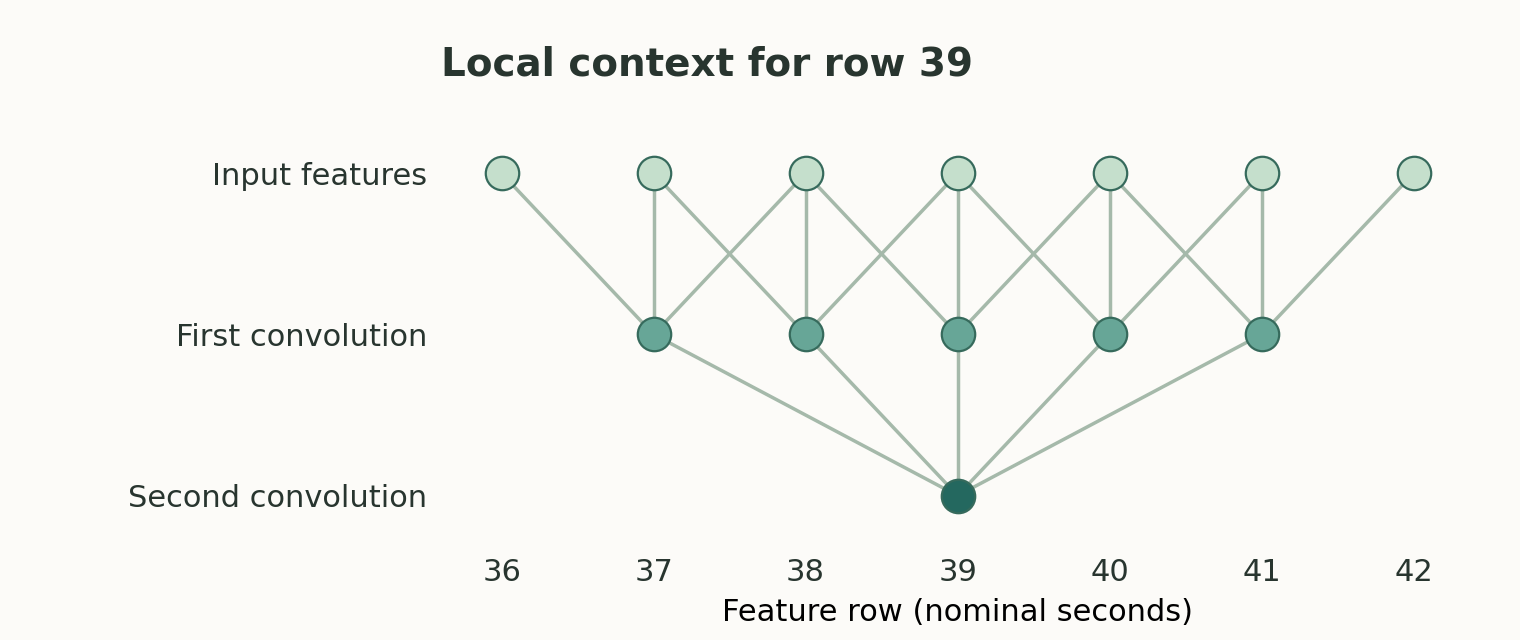 Local context for row 39
Input features
First convolution
Second convolution
36 37 38 39 40 41 42
Feature row (nominal seconds)